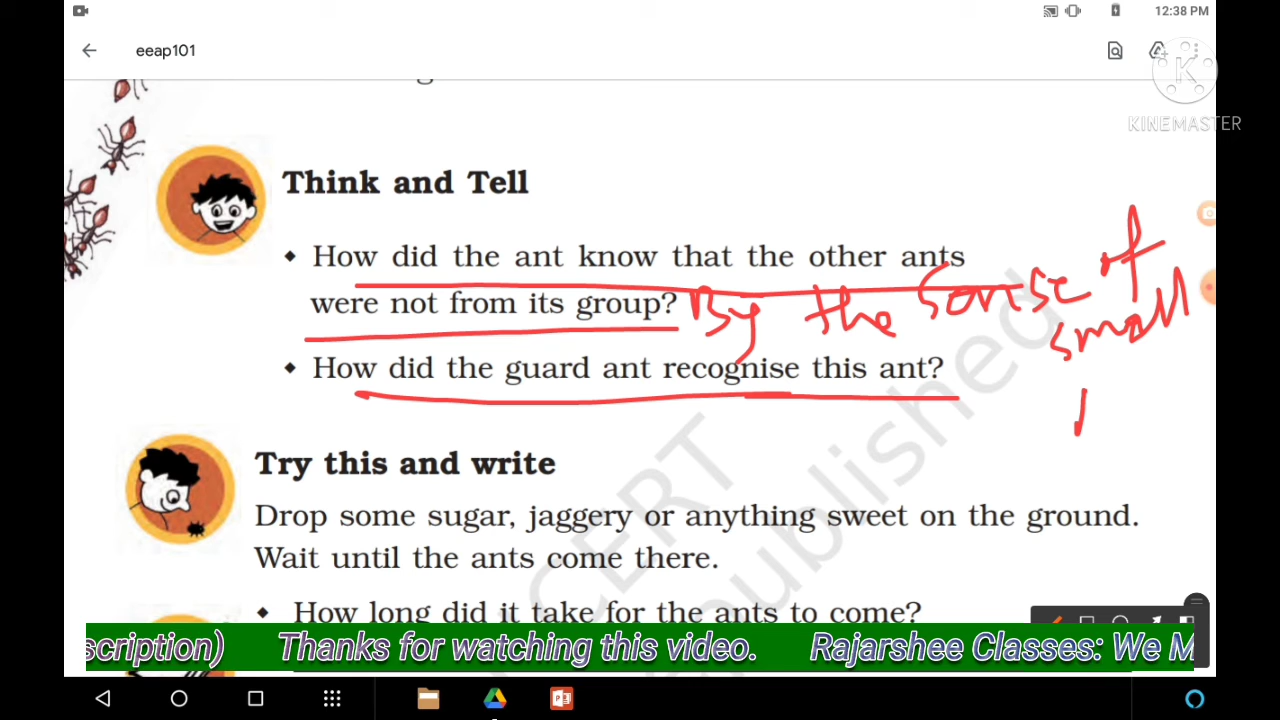 12:38 PM
eeap101
KINEMASTER
Think and Tell
• How did the ant know that the other ants
were not from its group? By the sense of
smell
• How did the guard ant recognise this ant?
Try this and write
Drop some sugar, jaggery or anything sweet on the ground.
Wait until the ants come there.
• How long did it take for the ants to come?
scription) Thanks for watching this video. Rajarshee Classes: We M